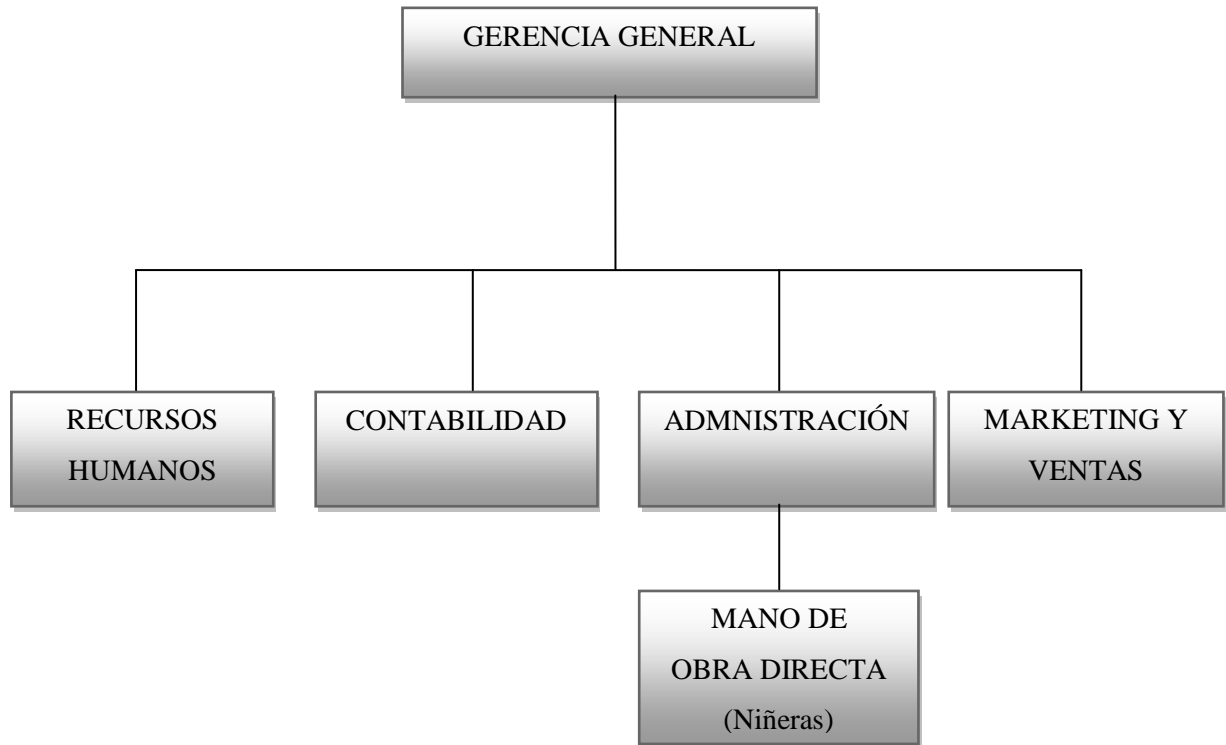 GERENCIA GENERAL
RECURSOS
HUMANOS
CONTABILIDAD
ADMNISTRACIÓN
MARKETING Y
VENTAS
MANO DE
OBRA DIRECTA
(Niñeras)